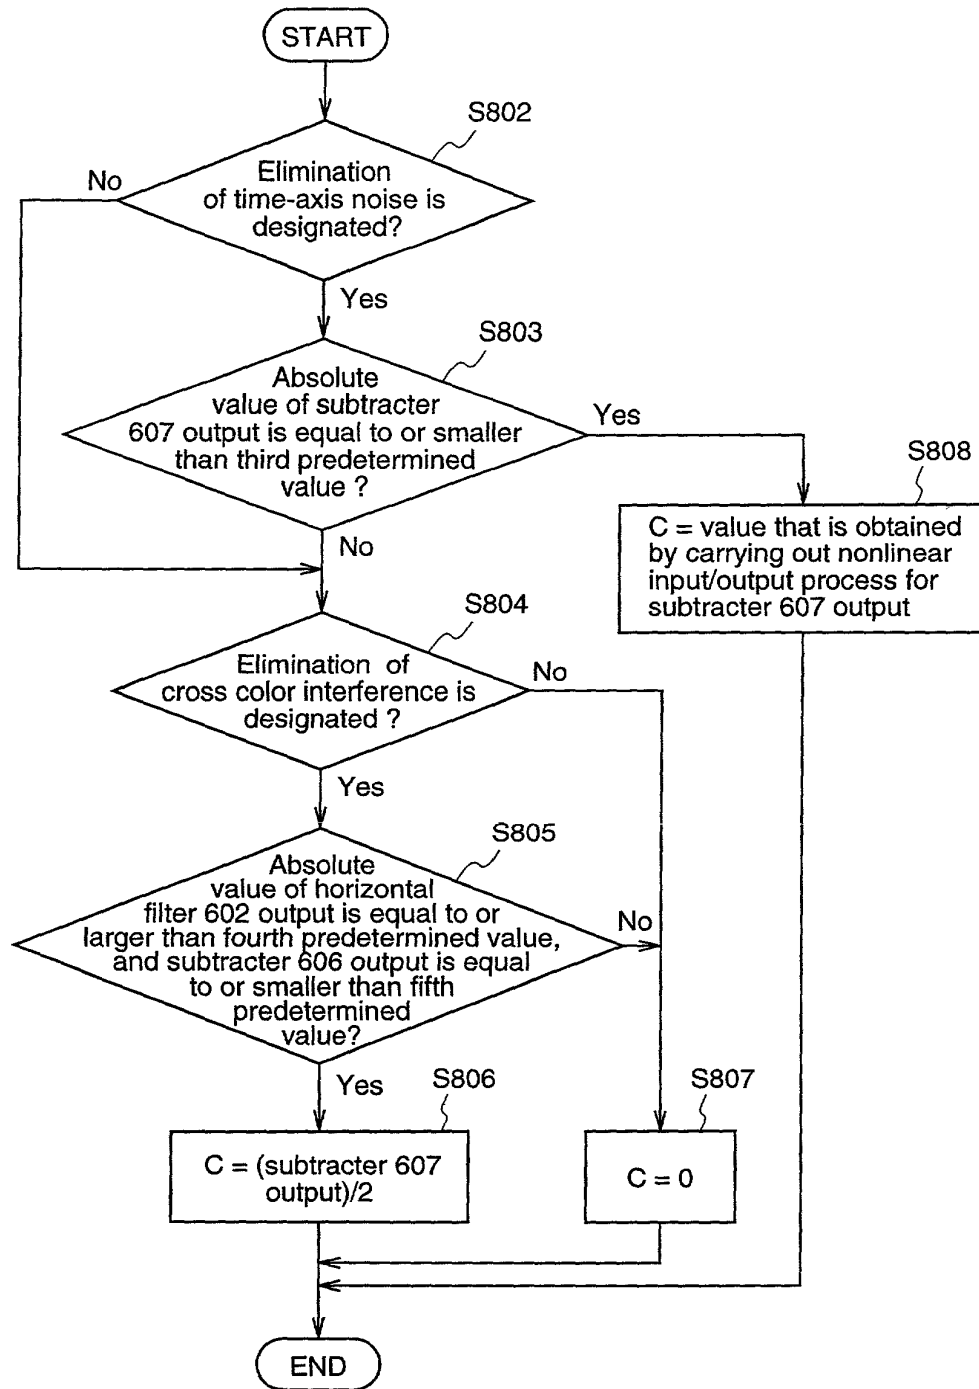 START
S802
Elimination
of time-axis noise is
designated?
No
Yes
S803
Absolute
value of subtracter
607 output is equal to or smaller
than third predetermined
value ?
Yes
No
S808
C = value that is obtained
by carrying out nonlinear
input/output process for
subtracter 607 output
S804
Elimination of
cross color interference is
designated ?
No
Yes
S805
Absolute
value of horizontal
filter 602 output is equal to or
larger than fourth predetermined value,
and subtracter 606 output is equal
to or smaller than fifth
predetermined
value?
No
Yes
S806
C = (subtracter 607
output)/2
S807
C = 0
END